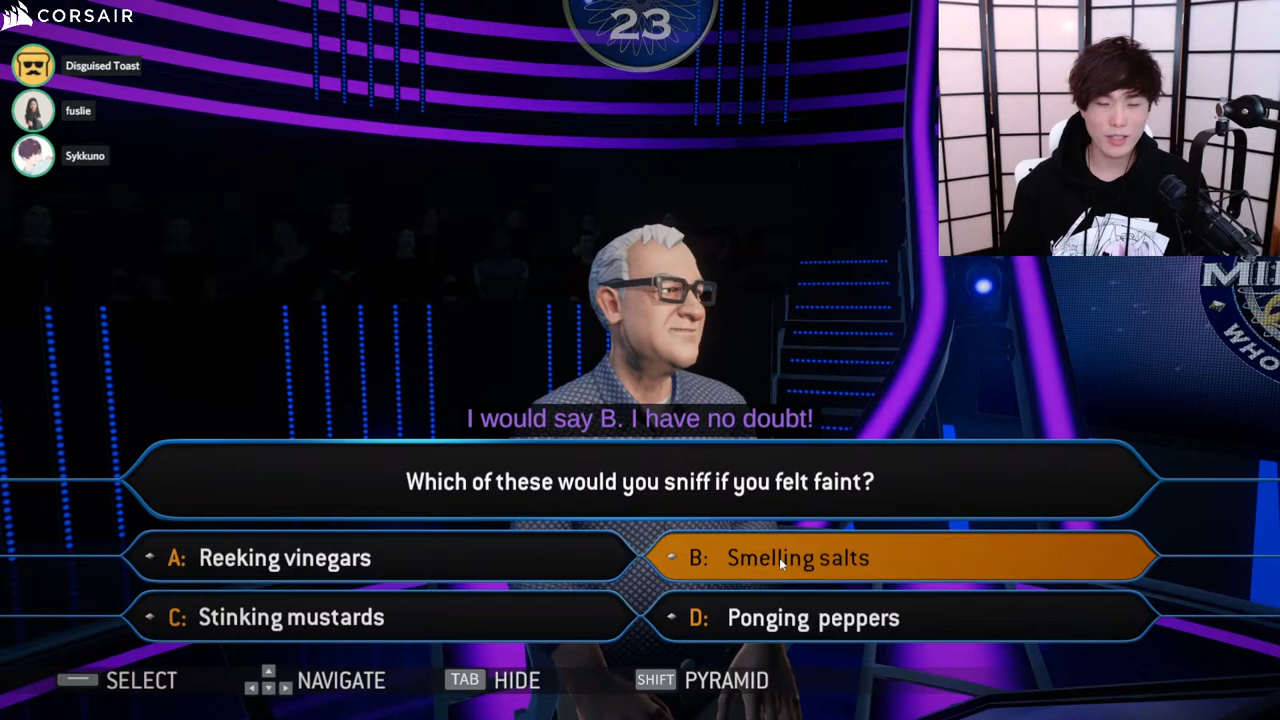 CORSAIR
23
Disguised Toast
fuslie
Sykkuno
WHO
I would say B. I have no doubt!
Which of these would you sniff if you felt faint?
A: Reeking vinegars
B: Smelling salts
C: Stinking mustards
D: Ponging peppers
SELECT
NAVIGATE
TAB HIDE
SHIFT PYRAMID